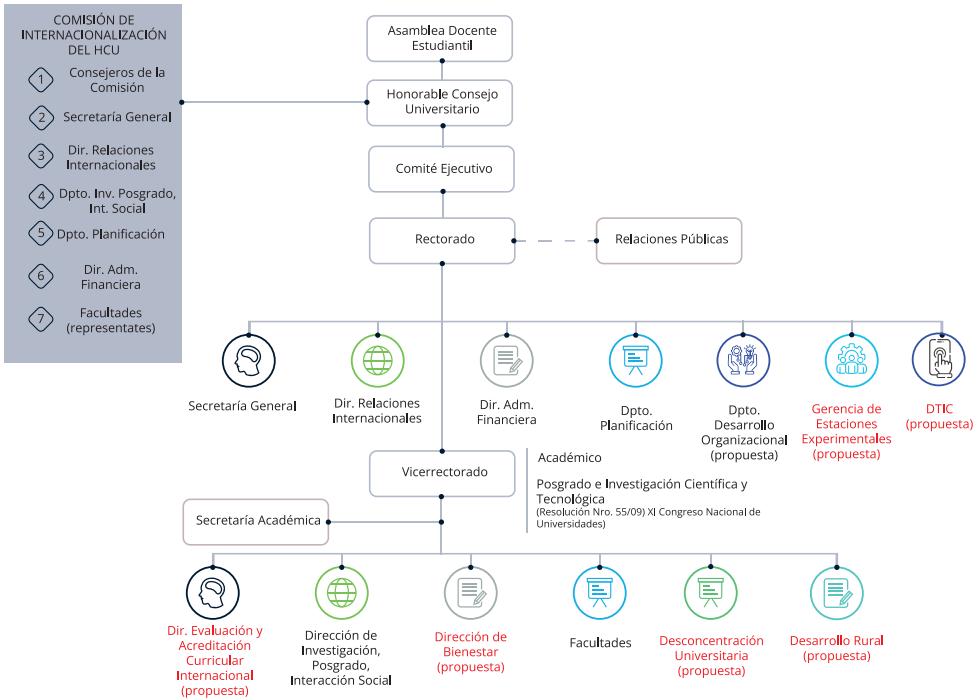 COMISIÓN DE
INTERNACIONALIZACIÓN
DEL HCU
1 Consejeros de la
Comisión
2 Secretaría General
3 Dir. Relaciones
Internacionales
4 Dpto. Inv. Posgrado,
Int. Social
5 Dpto. Planificación
6 Dir. Adm.
Financiera
7 Facultades
(representates)
Asamblea Docente
Estudiantil
Honorable Consejo
Universitario
Comité Ejecutivo
Rectorado
Relaciones Públicas
Secretaría General
Dir. Relaciones
Internacionales
Dir. Adm.
Financiera
Dpto.
Planificación
Dpto.
Desarrollo
Organizacional
(propuesta)
Gerencia de
Estaciones
Experimentales
(propuesta)
DTIC
(propuesta)
Vicerrectorado
Académico
Posgrado e Investigación Científica y
Tecnológica
(Resolución Nro. 55/09) XI Congreso Nacional de
Universidades)
Secretaría Académica
Dir. Evaluación y
Acreditación
Curricular
Internacional
(propuesta)
Dirección de
Investigación,
Posgrado,
Interacción Social
Dirección de
Bienestar
(propuesta)
Facultades
Desconcentración
Universitaria
(propuesta)
Desarrollo Rural
(propuesta)